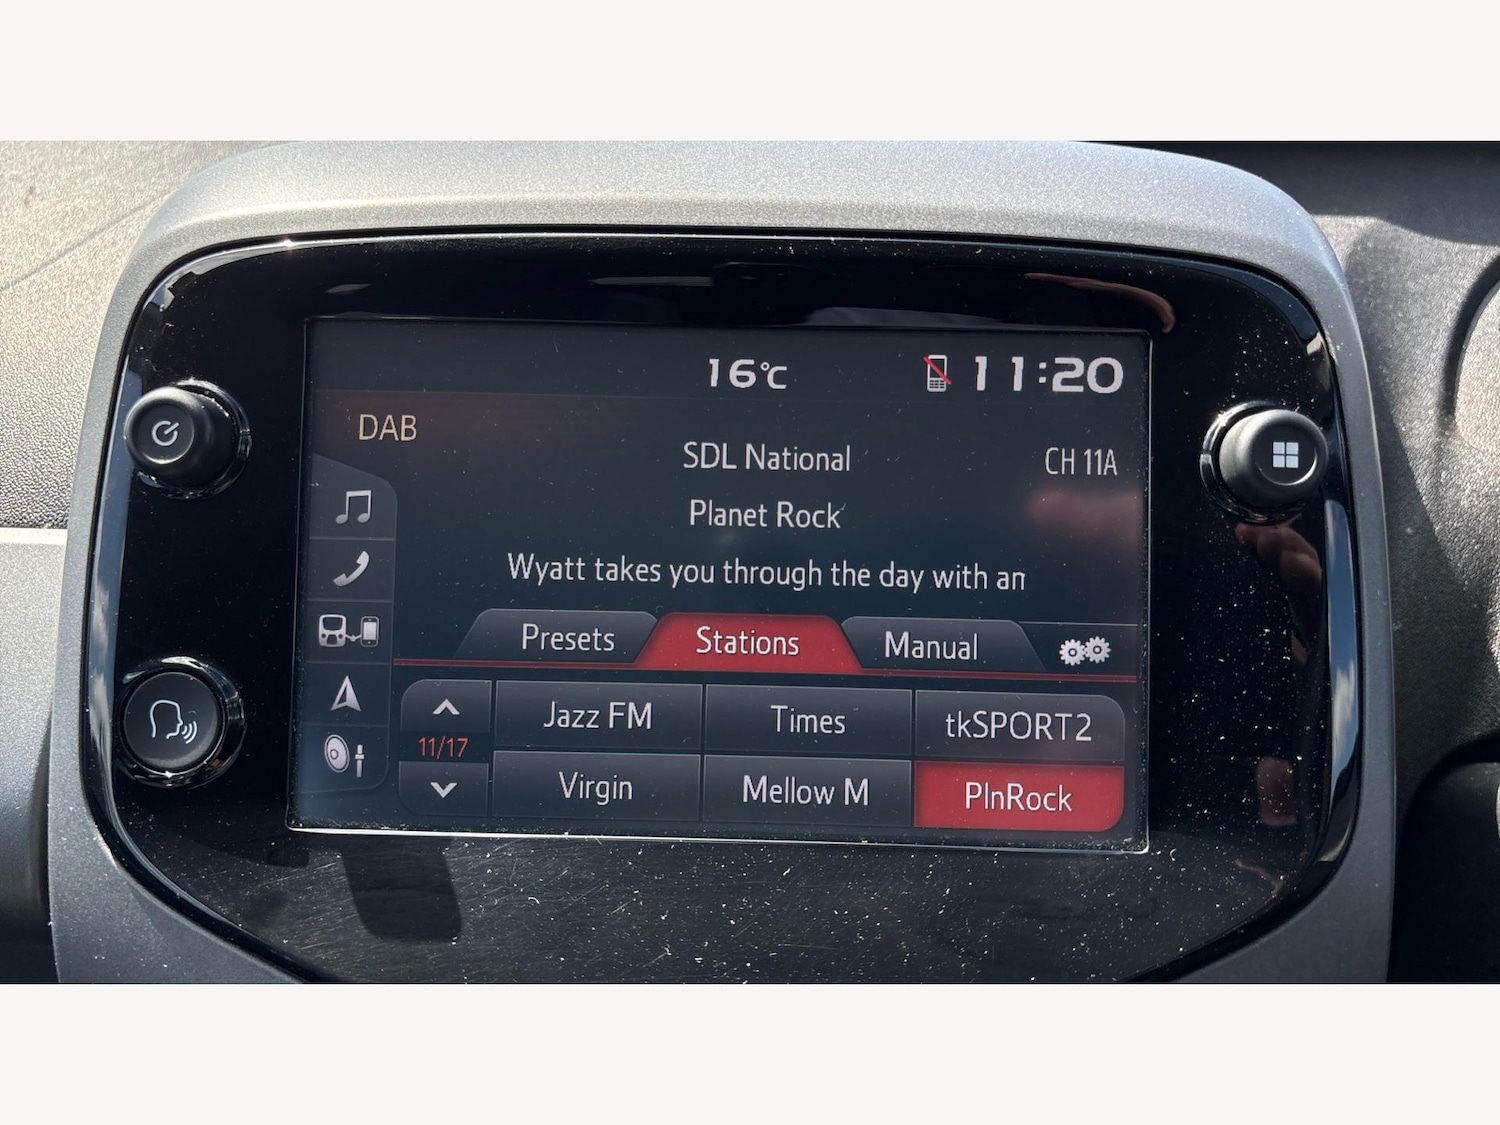 16°C 11:20
DAB
SDL National CH 11A
Planet Rock
Wyatt takes you through the day with an
Presets Stations Manual
Jazz FM Times tkSPORT2
11/17
Virgin Mellow M PlnRock